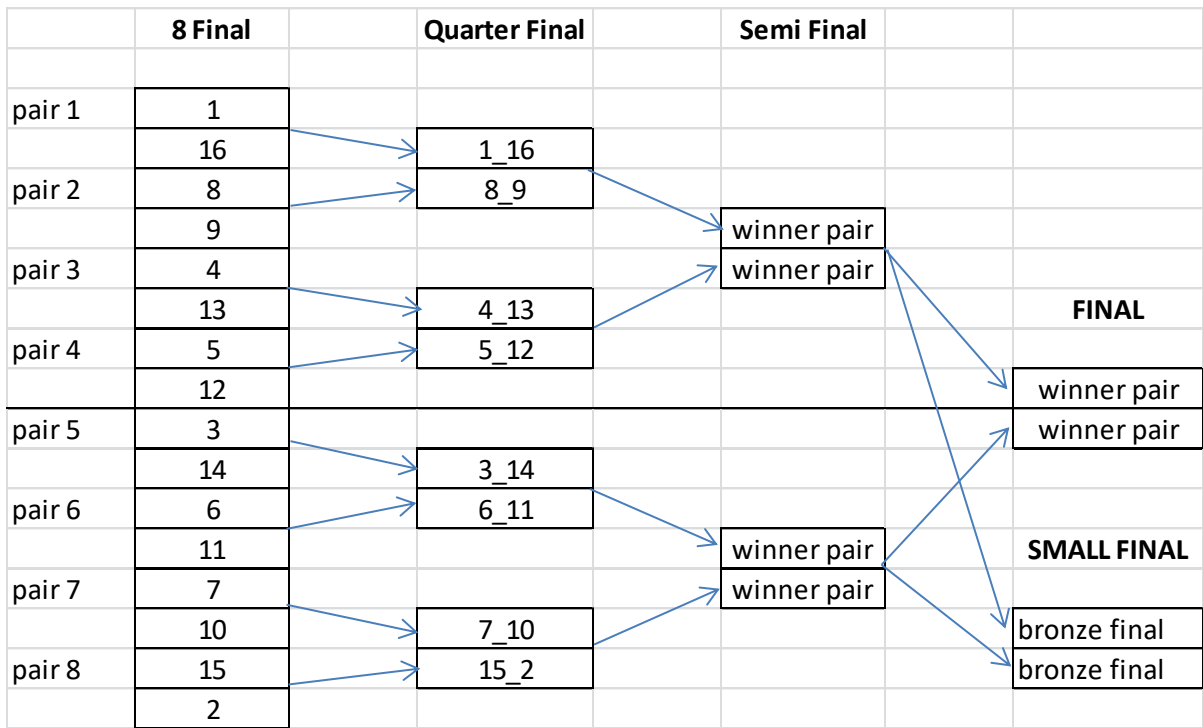 8 Final Quarter Final Semi Final
pair 1 1
16 1_16
pair 2 8 8_9
9 winner pair
pair 3 4 winner pair
13 4_13 FINAL
pair 4 5 5_12
12 winner pair
pair 5 3 winner pair
14 3_14
pair 6 6 6_11
11 winner pair SMALL FINAL
pair 7 7 winner pair
10 7_10 bronze final
pair 8 15 15_2 bronze final
2